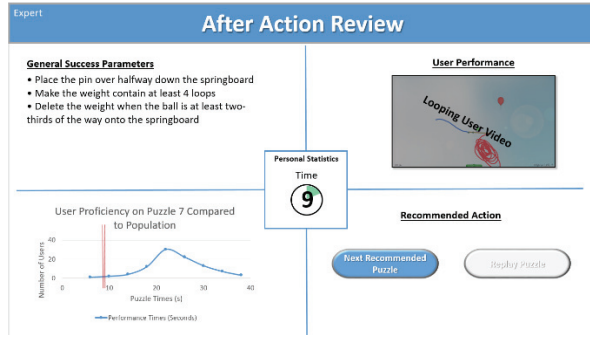 Expert
After Action Review
General Success Parameters
• Place the pin over halfway down the springboard
• Make the weight contain at least 4 loops
• Delete the weight when the ball is at least two-
thirds of the way onto the springboard
User Performance
Looping User Video
Personal Statistics
Time
9
User Proficiency on Puzzle 7 Compared
to Population
Number of Users
40
20
0
0 10 20 30 40
Puzzle Times (s)
Performance Times (Seconds)
Recommended Action
Next Recommended
Puzzle
Replay Puzzle